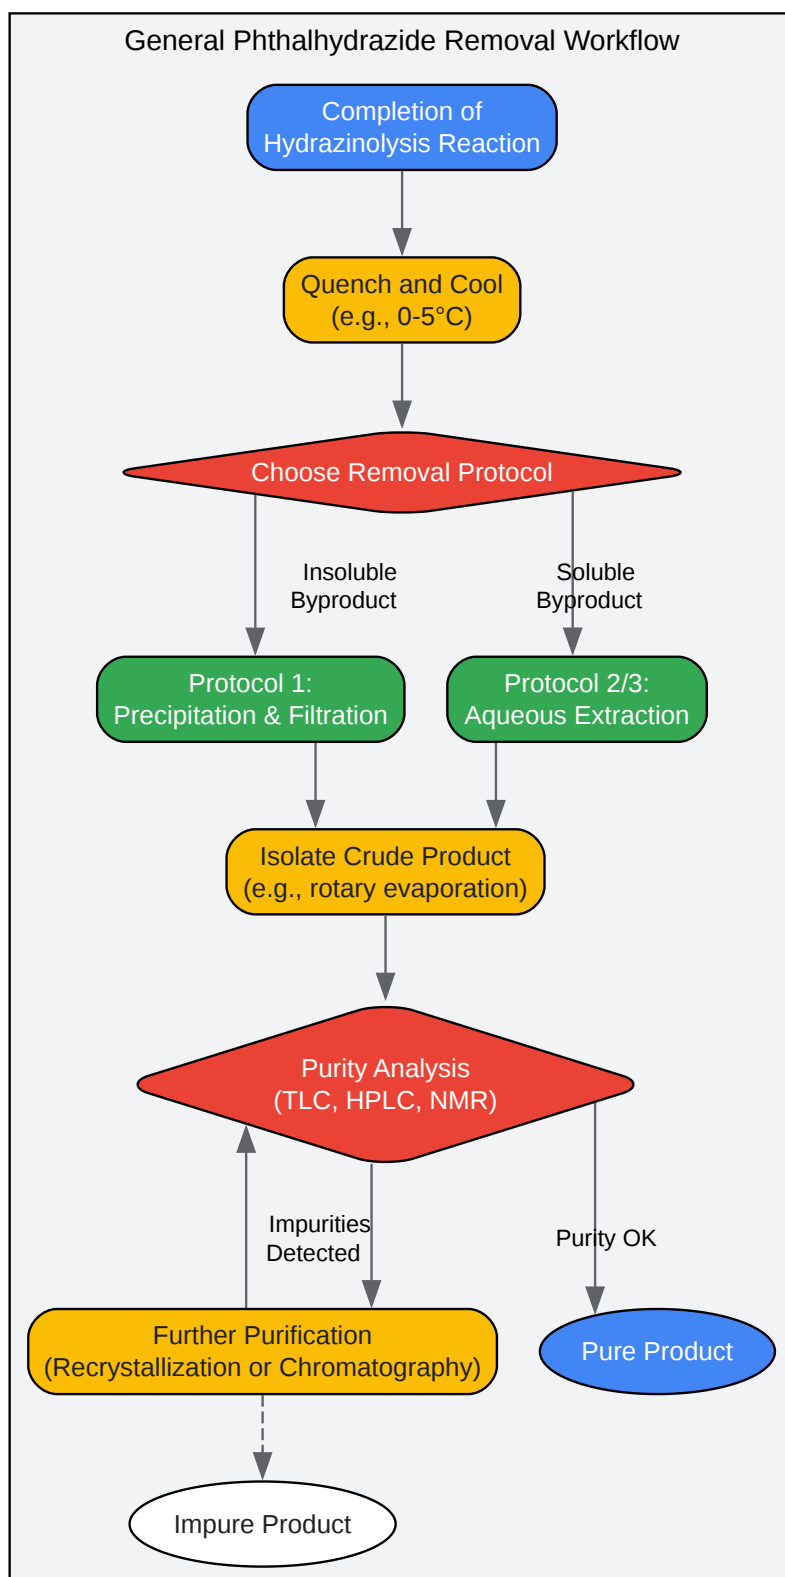 General Phthalhydrazide Removal Workflow
Completion of
Hydrazinolysis Reaction
Quench and Cool
(e.g., 0-5°C)
Choose Removal Protocol
Insoluble
Byproduct
Soluble
Byproduct
Protocol 1:
Precipitation & Filtration
Protocol 2/3:
Aqueous Extraction
Isolate Crude Product
(e.g., rotary evaporation)
Purity Analysis
(TLC, HPLC, NMR)
Impurities
Detected
Purity OK
Further Purification
(Recrystallization or Chromatography)
Pure Product
Impure Product